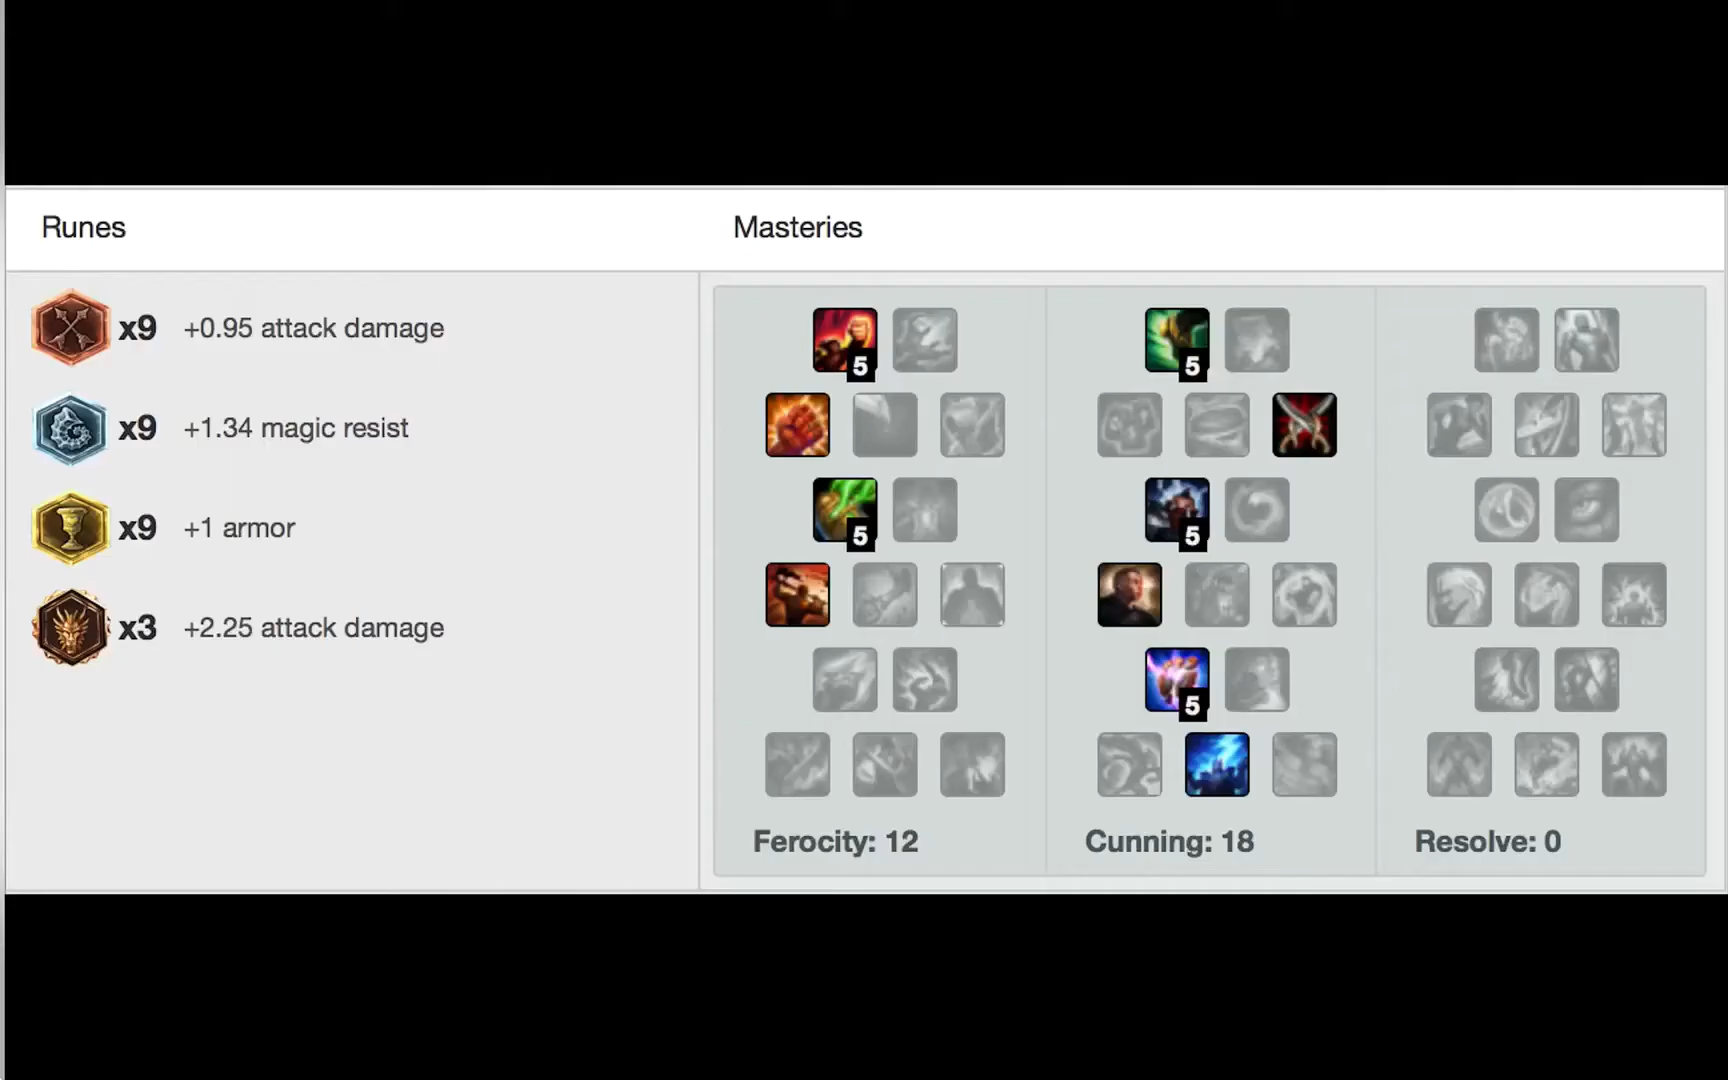 Runes
Masteries
x9 +0.95 attack damage
x9 +1.34 magic resist
x9 +1 armor
x3 +2.25 attack damage
5
5
5
5
5
Ferocity: 12
Cunning: 18
Resolve: 0